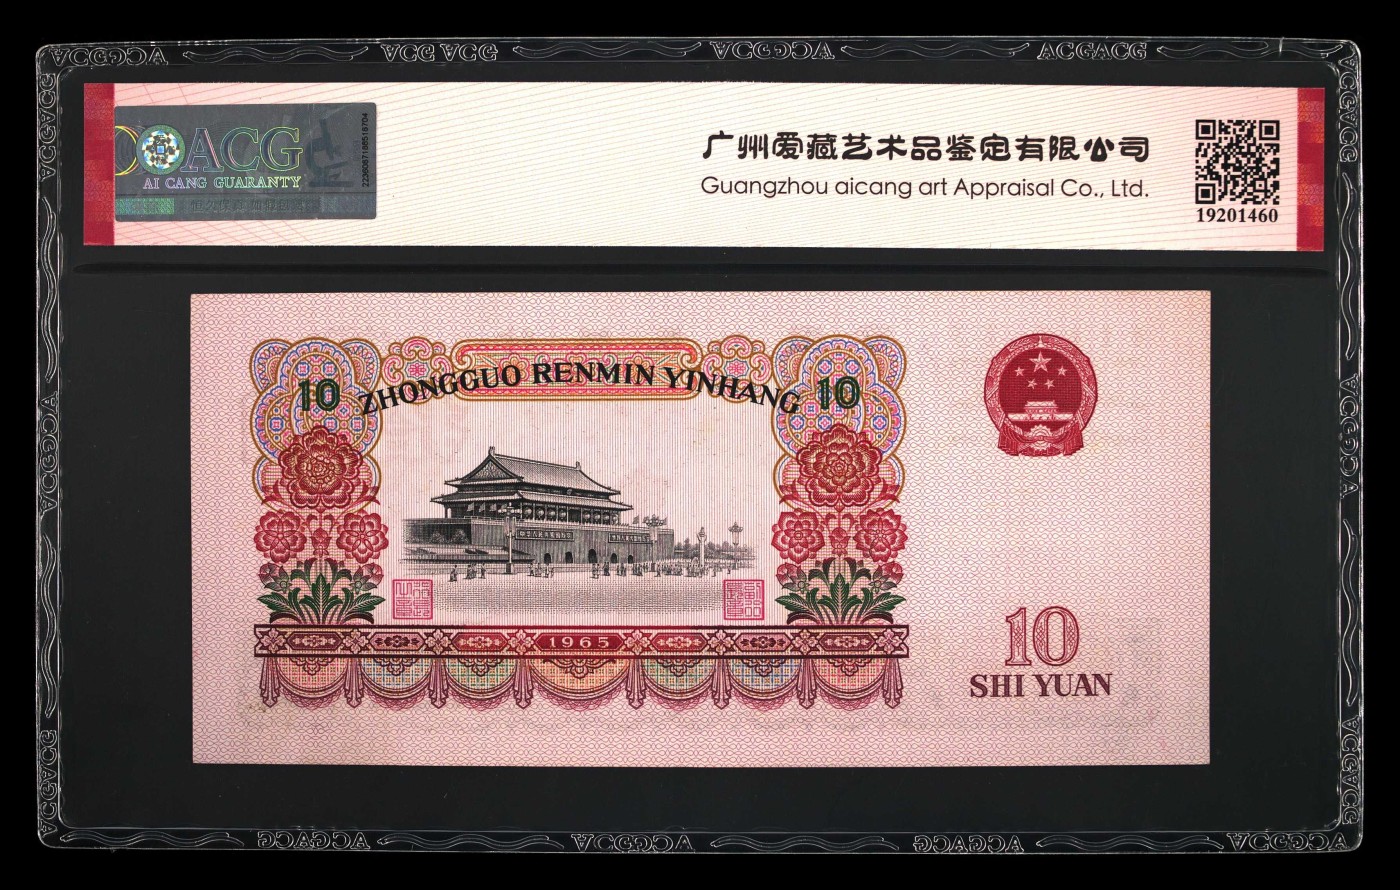 ACG
AI CANG GUARANTY
广州爱藏艺术品鉴定有限公司
Guangzhou aicang art Appraisal Co., Ltd.
19201460
ZHONGGUO RENMIN YINHANG
10
10
1965
10
SHI YUAN